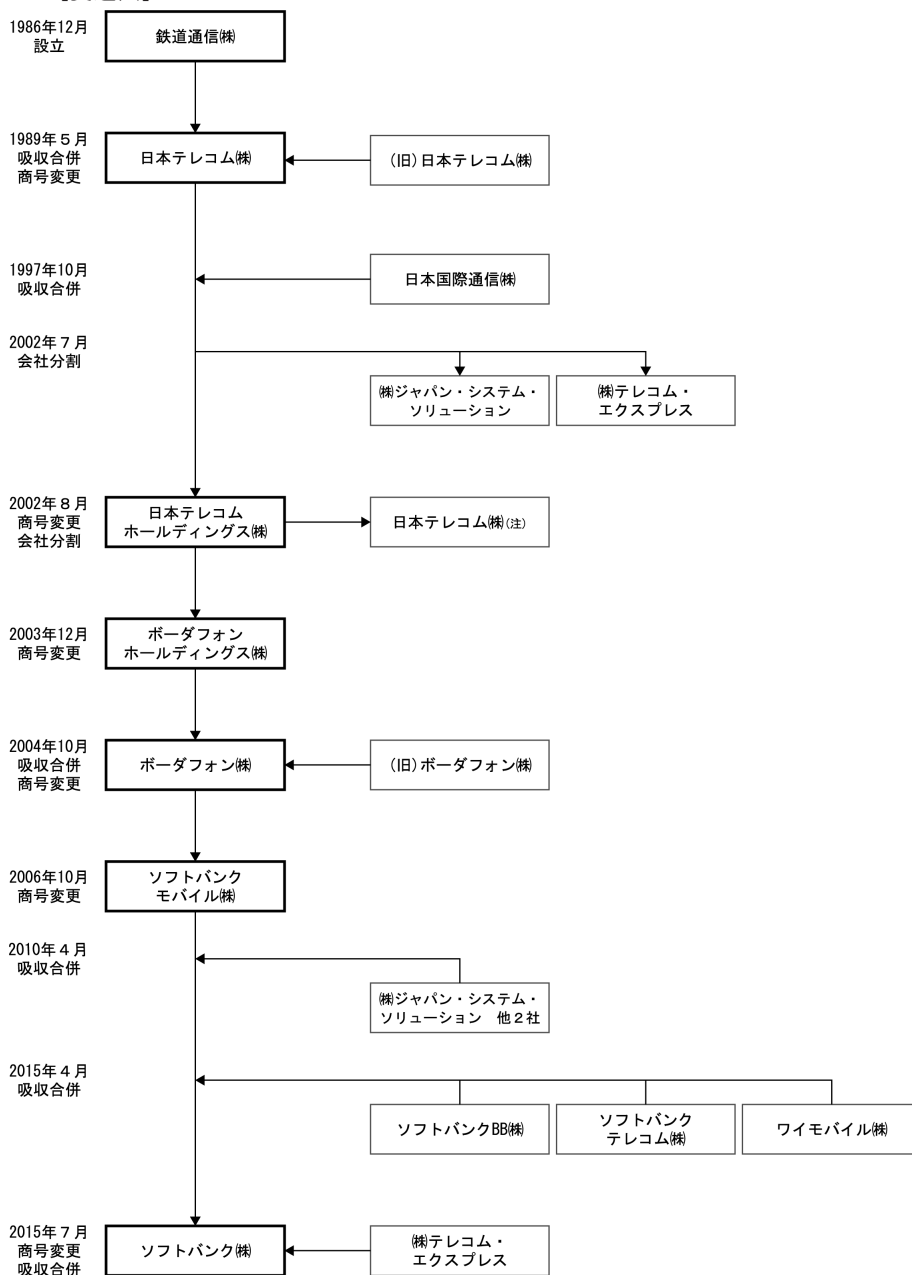 1986年12月
設立
鉄道通信㈱
1989年５月
吸収合併
商号変更
日本テレコム㈱
(旧)日本テレコム㈱
1997年10月
吸収合併
日本国際通信㈱
2002年７月
会社分割
㈱ジャパン・システム・
ソリューション
㈱テレコム・
エクスプレス
2002年８月
商号変更
会社分割
日本テレコム
ホールディングス㈱
日本テレコム㈱(注)
2003年12月
商号変更
ボーダフォン
ホールディングス㈱
2004年10月
吸収合併
商号変更
ボーダフォン㈱
(旧)ボーダフォン㈱
2006年10月
商号変更
ソフトバンク
モバイル㈱
2010年４月
吸収合併
㈱ジャパン・システム・
ソリューション　他２社
2015年４月
吸収合併
ソフトバンクBB㈱
ソフトバンク
テレコム㈱
ワイモバイル㈱
2015年７月
商号変更
吸収合併
ソフトバンク㈱
㈱テレコム・
エクスプレス